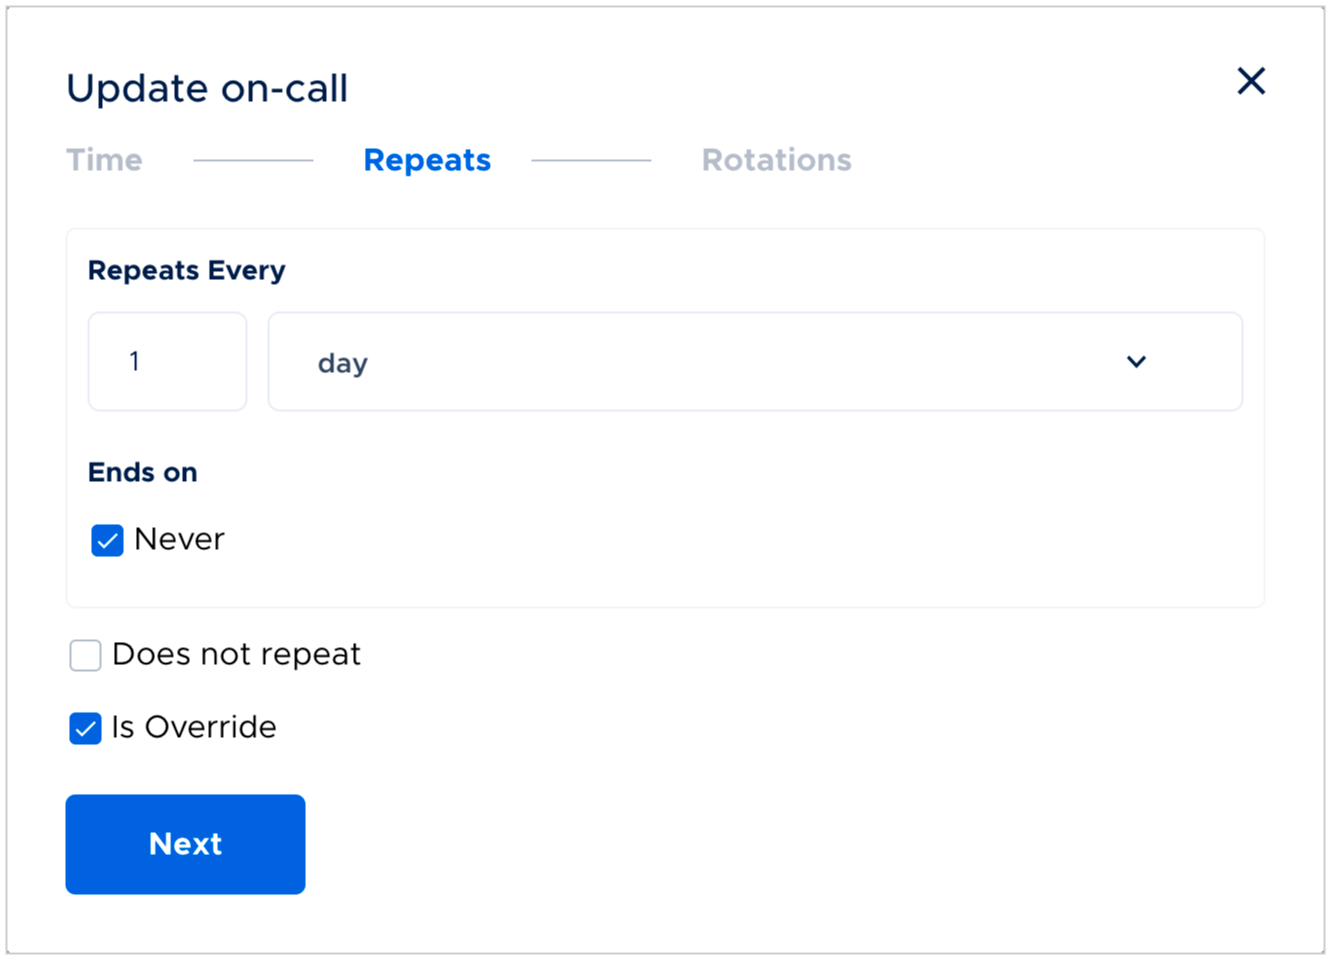 Update on-call
Time Repeats Rotations
Repeats Every
1 day
Ends on
Never
Does not repeat
Is Override
Next